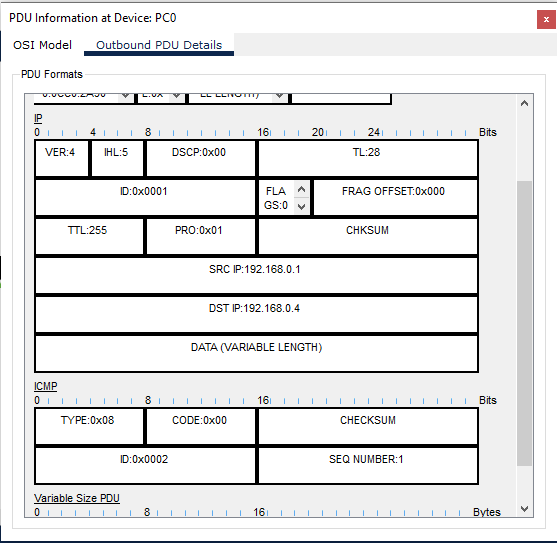 PDU Information at Device: PC0
x
OSI Model Outbound PDU Details
PDU Formats
LL LENGTH)
IP
0 4 8 16 20 24 Bits
VER:4 IHL:5 DSCP:0x00 TL:28
ID:0x0001 FLA GS:0 FRAG OFFSET:0x000
TTL:255 PRO:0x01 CHKSUM
SRC IP:192.168.0.1
DST IP:192.168.0.4
DATA (VARIABLE LENGTH)
ICMP
0 8 16 Bits
TYPE:0x08 CODE:0x00 CHECKSUM
ID:0x0002 SEQ NUMBER:1
Variable Size PDU
0 8 16 Bytes